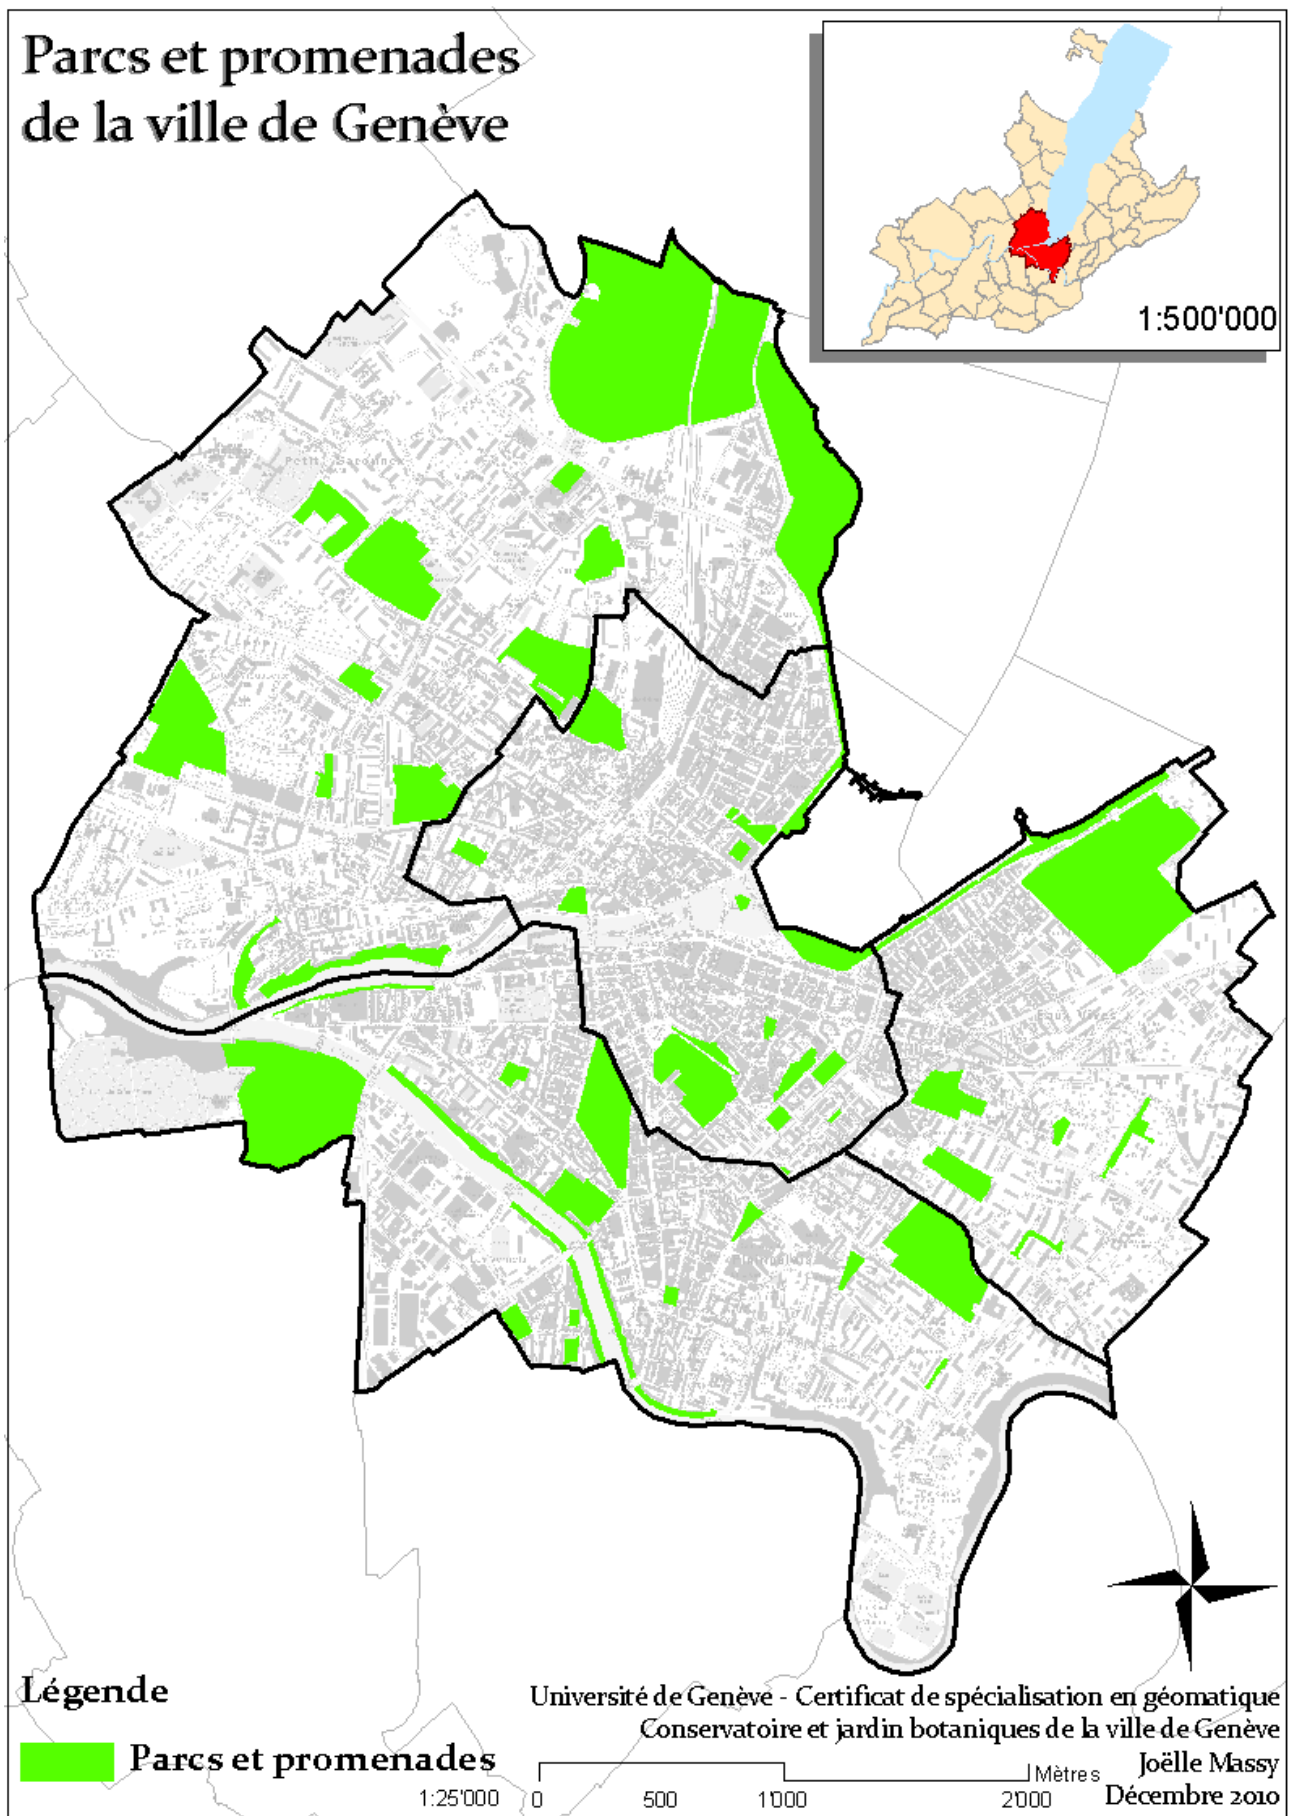 Parcs et promenades
de la ville de Genève
1:500'000
Légende
Parcs et promenades
Université de Genève - Certificat de spécialisation en géomatique
Conservatoire et jardin botaniques de la ville de Genève
Joëlle Massy
Décembre 2010
Mètres
1:25'000 0 500 1'000 2'000